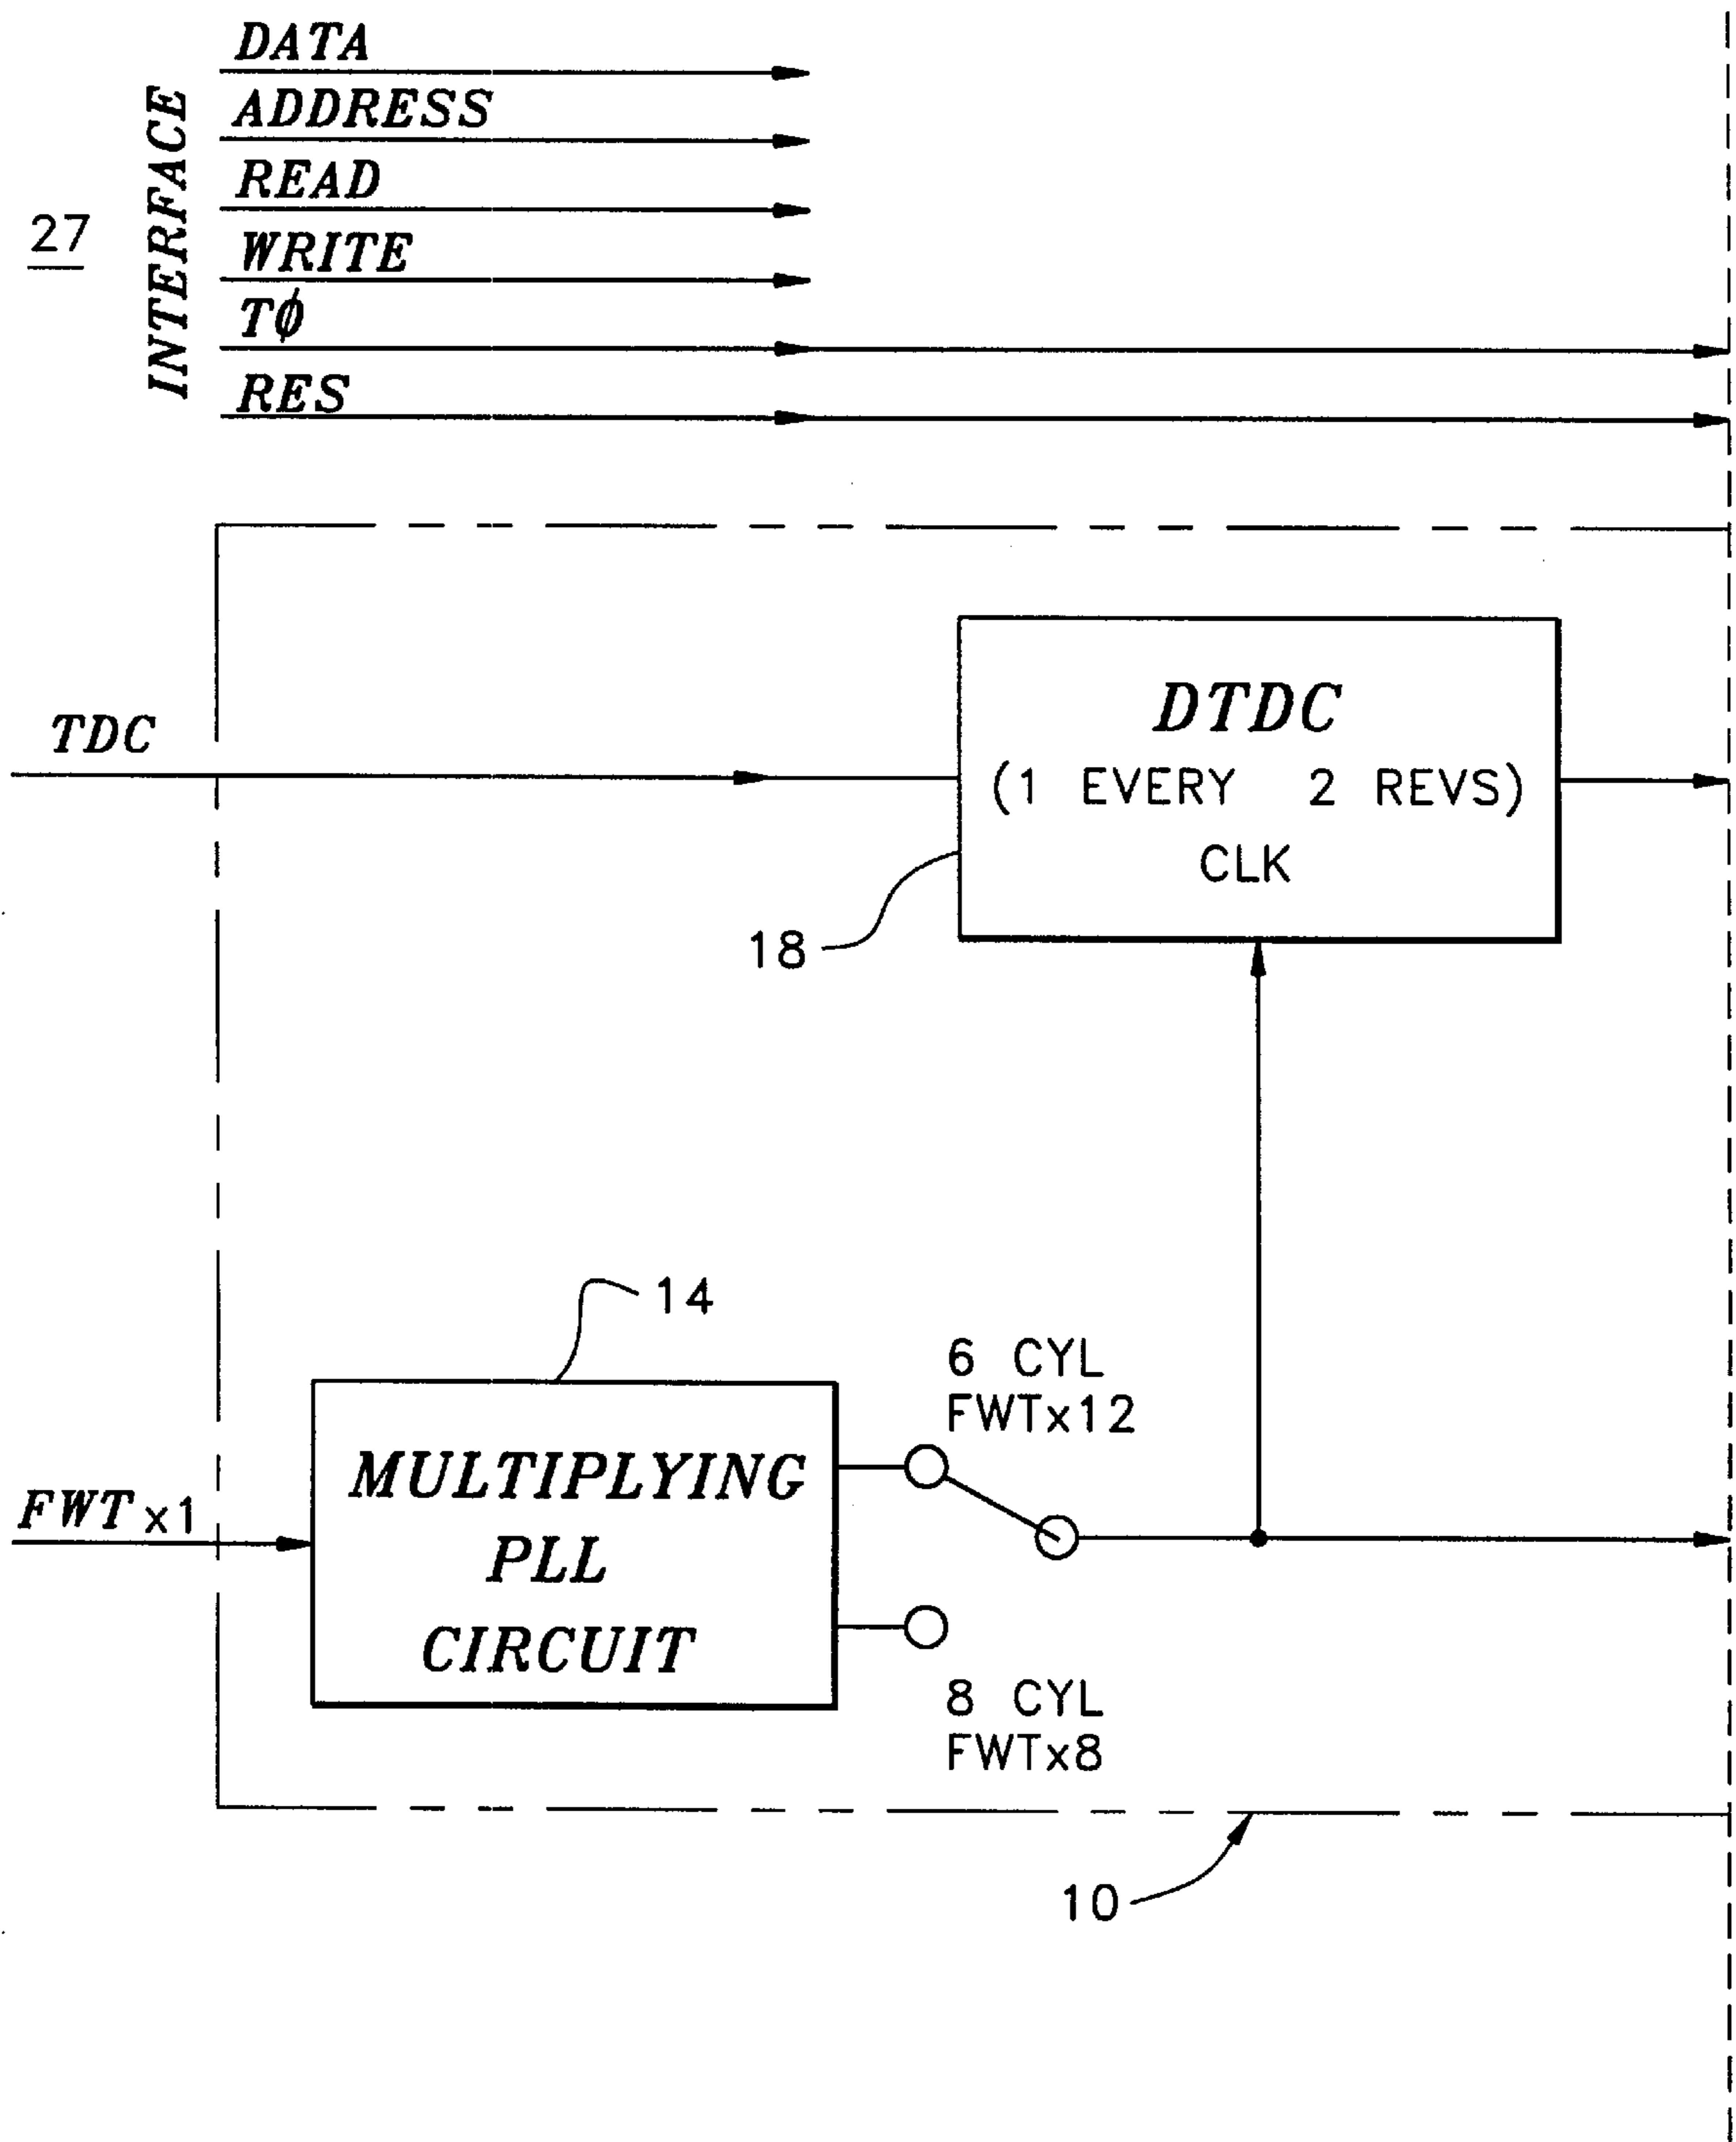 DATA
ADDRESS
READ
WRITE
TØ
RES
INTERFACE
27
TDC
DTDC
(1 EVERY 2 REVS)
CLK
18
14
6 CYL
FWTx12
FWTx1
MULTIPLYING
PLL
CIRCUIT
8 CYL
FWTx8
10